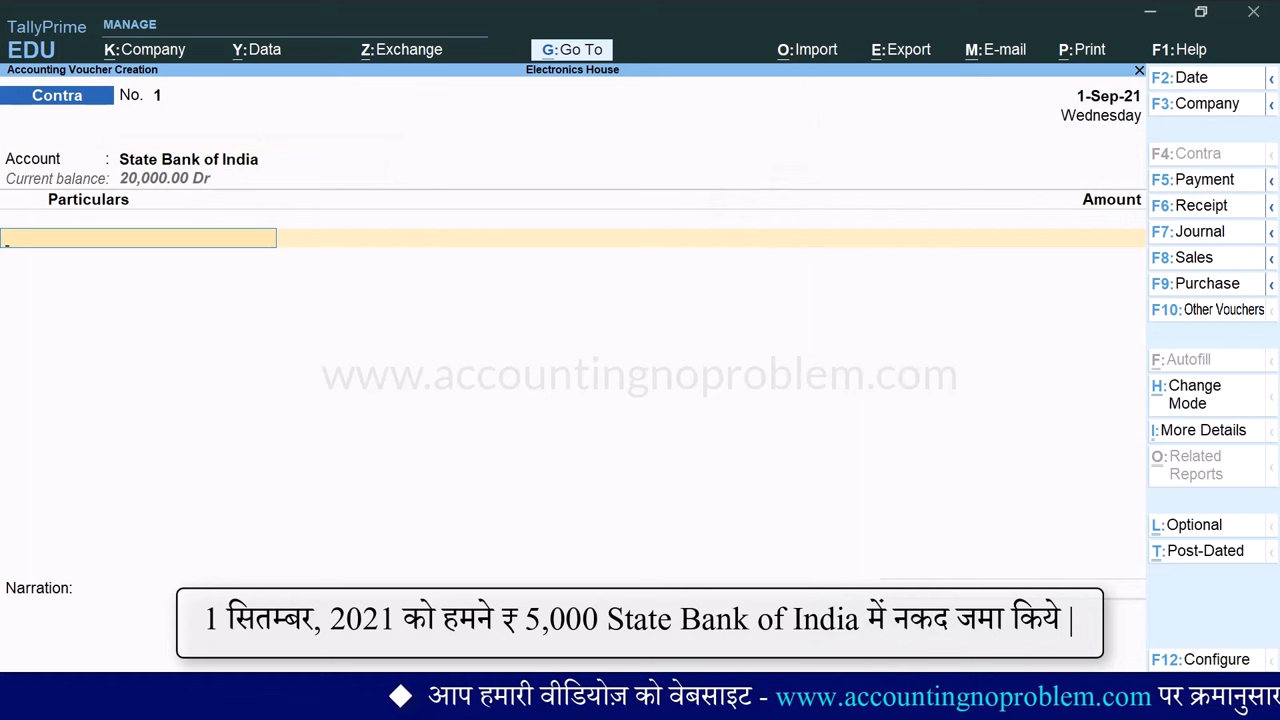 TallyPrime
EDU
MANAGE
K:Company Y:Data Z:Exchange G:Go To O:Import E:Export M:E-mail P:Print F1:Help
Accounting Voucher Creation Electronics House
Contra No. 1 1-Sep-21
Wednesday
Account : State Bank of India
Current balance: 20,000.00 Dr
Particulars Amount
F2:Date
F3:Company
F4:Contra
F5:Payment
F6:Receipt
F7:Journal
F8:Sales
F9:Purchase
F10:Other Vouchers
F:Autofill
H:Change
Mode
I:More Details
O:Related
Reports
L:Optional
T:Post-Dated
F12:Configure
www.accountingnoproblem.com
Narration:
1 सितम्बर, 2021 को हमने ₹ 5,000 State Bank of India में नकद जमा किये |
◆ आप हमारी वीडियोज़ को वेबसाइट - www.accountingnoproblem.com पर क्रमानुसार